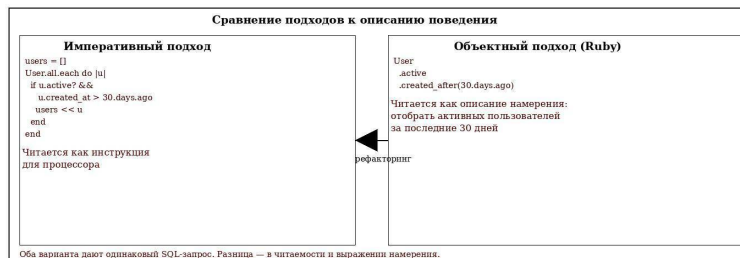 Сравнение подходов к описанию поведения
Императивный подход
users = []
User.all.each do |u|
if u.active? &&
u.created_at > 30.days.ago
users << u
end
end
Читается как инструкция
для процессора
рефакторинг
Объектный подход (Ruby)
User
.active
.created_after(30.days.ago)
Читается как описание намерения:
отобрать активных пользователей
за последние 30 дней
Оба варианта дают одинаковый SQL-запрос. Разница — в читаемости и выражении намерения.